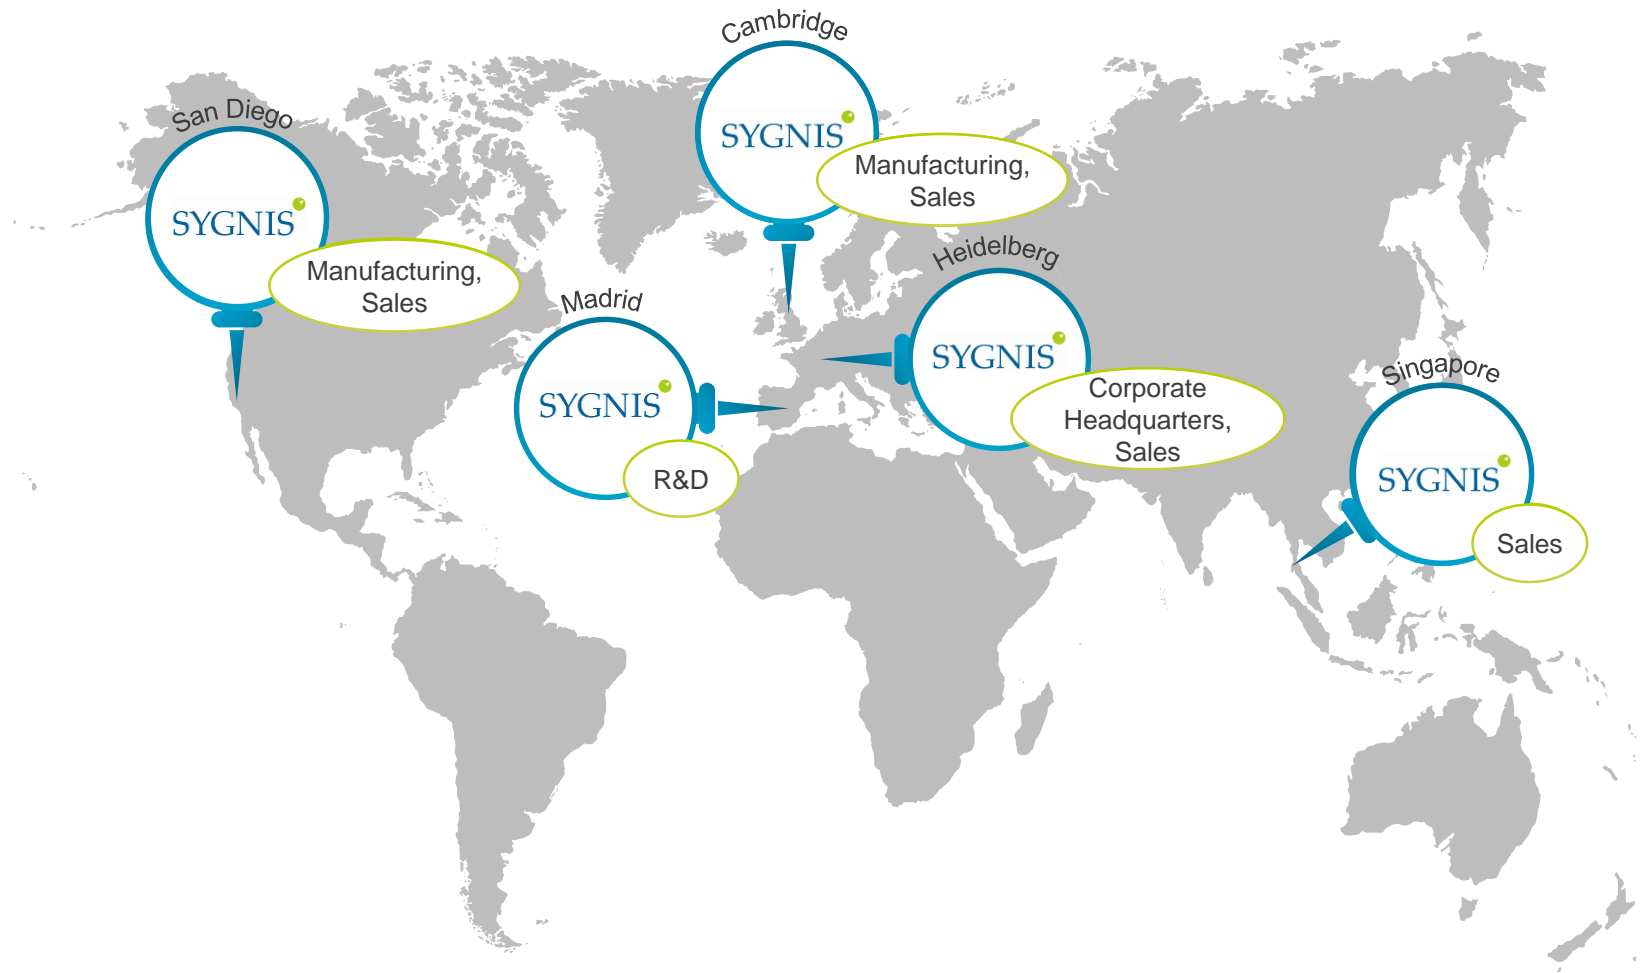 Cambridge
SYGNIS
Manufacturing,
Sales
San Diego
SYGNIS
Manufacturing,
Sales
Heidelberg
SYGNIS
Corporate
Headquarters,
Sales
Madrid
SYGNIS
R&D
Singapore
SYGNIS
Sales